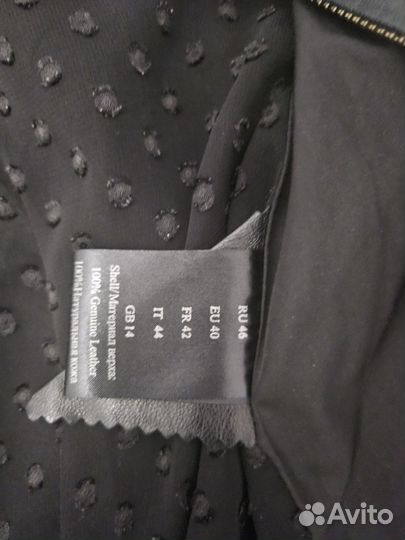 RU 46
EU 40
FR 42
IT 44
GB 14
Shell/Материал верха:
100% Genuine Leather
100%Натуральная кожа
Avito